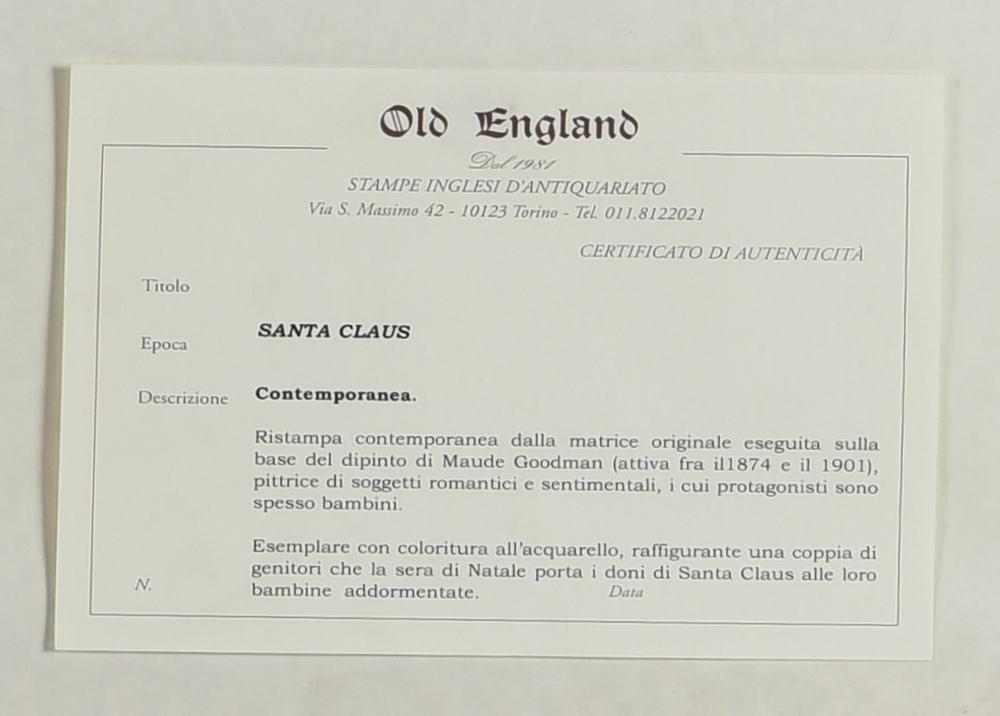 Old England
Dal 1981
STAMPE INGLESI D'ANTIQUARIATO
Via S. Massimo 42 - 10123 Torino - Tel. 011.8122021
CERTIFICATO DI AUTENTICITÀ
Titolo
SANTA CLAUS
Epoca
Contemporanea.
Descrizione
Ristampa contemporanea dalla matrice originale eseguita sulla
base del dipinto di Maude Goodman (attiva fra il1874 e il 1901),
pittrice di soggetti romantici e sentimentali, i cui protagonisti sono
spesso bambini.
Esemplare con coloritura all'acquarello, raffigurante una coppia di
genitori che la sera di Natale porta i doni di Santa Claus alle loro
bambine addormentate.
N.
Data